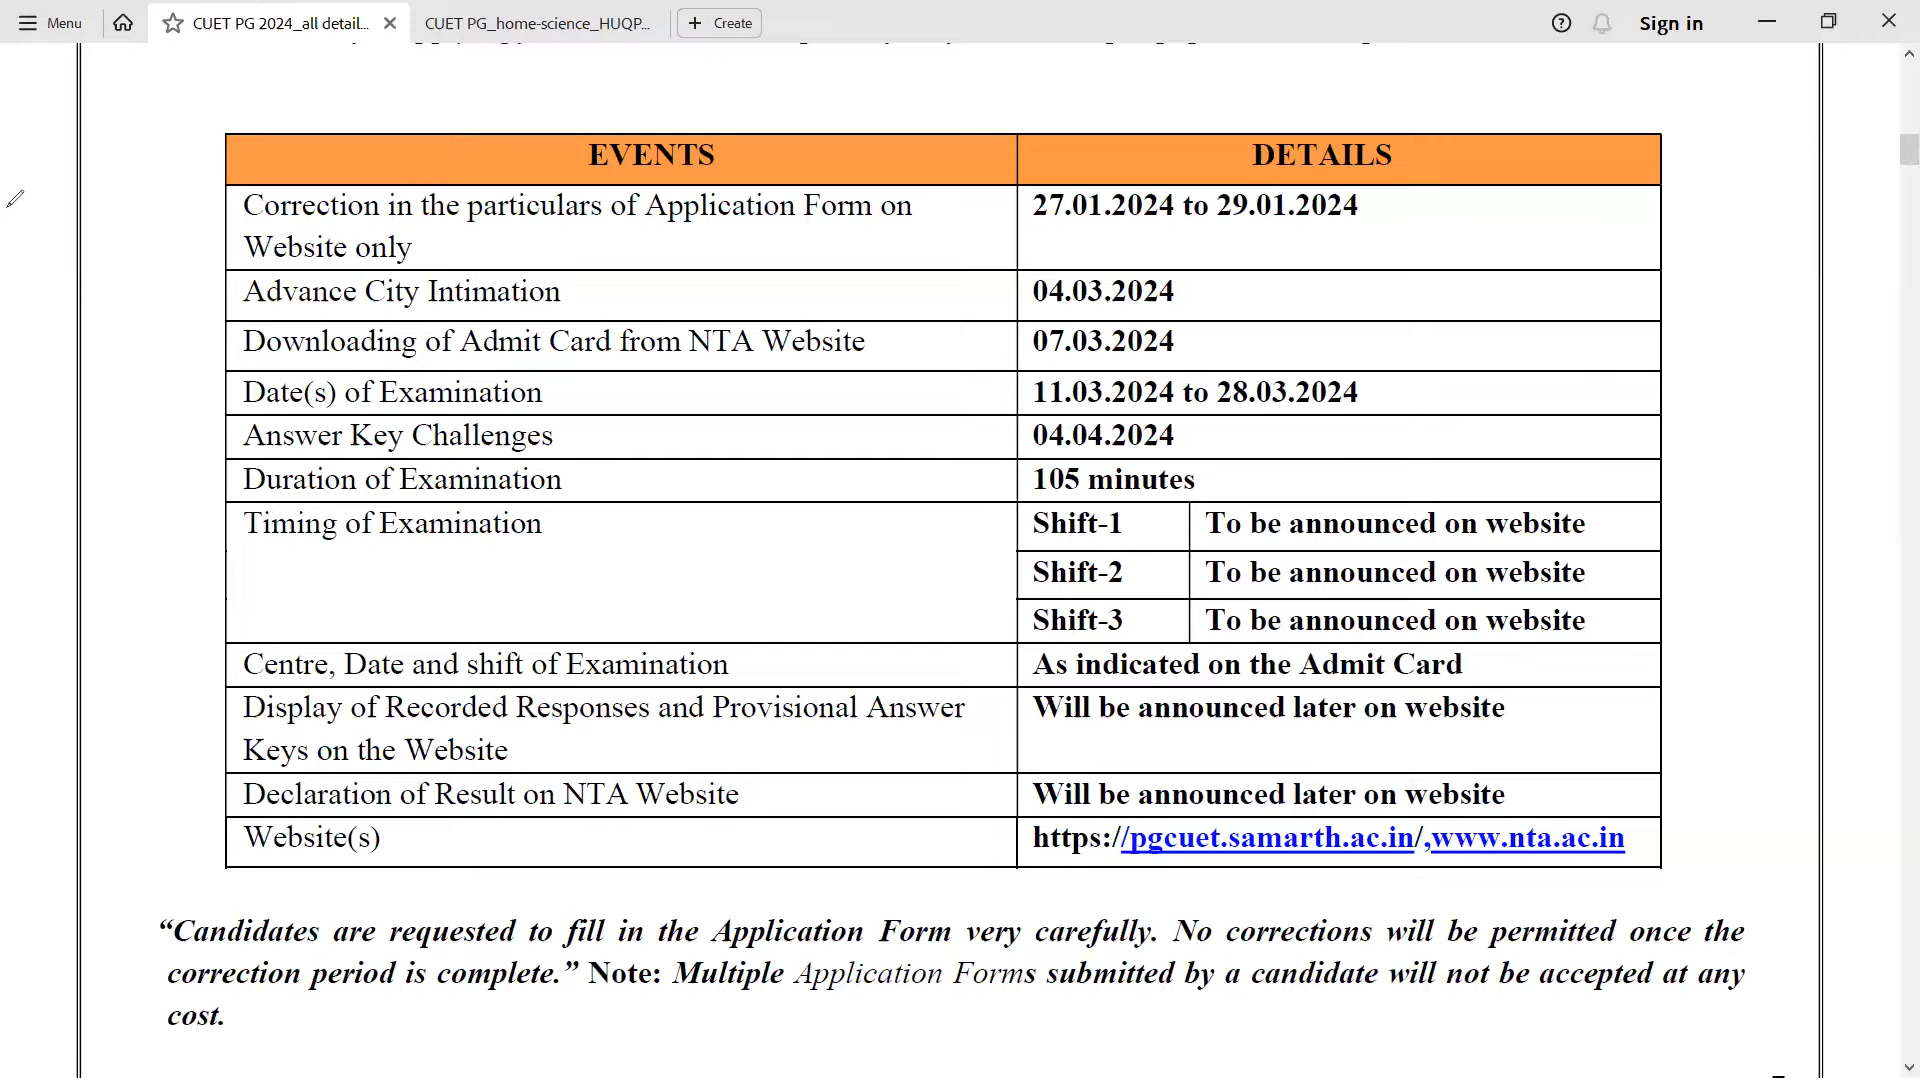 Menu
CUET PG 2024_all detail...
CUET PG_home-science_HUQP...
Create
Sign in
EVENTS
DETAILS
Correction in the particulars of Application Form on
Website only
27.01.2024 to 29.01.2024
Advance City Intimation
04.03.2024
Downloading of Admit Card from NTA Website
07.03.2024
Date(s) of Examination
11.03.2024 to 28.03.2024
Answer Key Challenges
04.04.2024
Duration of Examination
105 minutes
Timing of Examination
Shift-1
To be announced on website
Shift-2
To be announced on website
Shift-3
To be announced on website
Centre, Date and shift of Examination
As indicated on the Admit Card
Display of Recorded Responses and Provisional Answer
Keys on the Website
Will be announced later on website
Declaration of Result on NTA Website
Will be announced later on website
Website(s)
https://pgcuet.samarth.ac.in/,www.nta.ac.in
“Candidates are requested to fill in the Application Form very carefully. No corrections will be permitted once the
correction period is complete.” Note: Multiple Application Forms submitted by a candidate will not be accepted at any
cost.